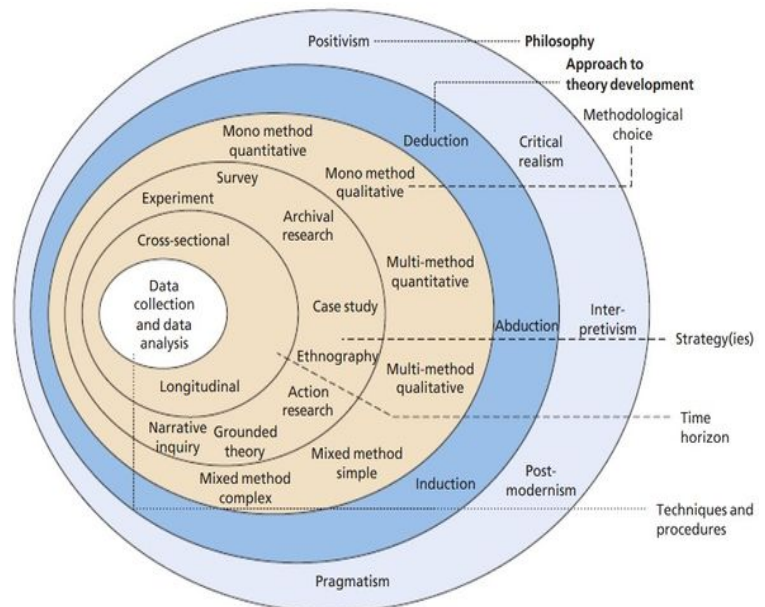 Positivism
Philosophy
Approach to
theory development
Methodological
choice
Mono method
quantitative
Deduction
Critical
realism
Survey
Mono method
qualitative
Experiment
Archival
research
Cross-sectional
Multi-method
quantitative
Data
collection
and data
analysis
Case study
Abduction
Inter-
pretivism
Strategy(ies)
Ethnography
Multi-method
qualitative
Longitudinal
Action
research
Time
horizon
Narrative
inquiry
Grounded
theory
Mixed method
simple
Mixed method
complex
Induction
Post-
modernism
Techniques and
procedures
Pragmatism